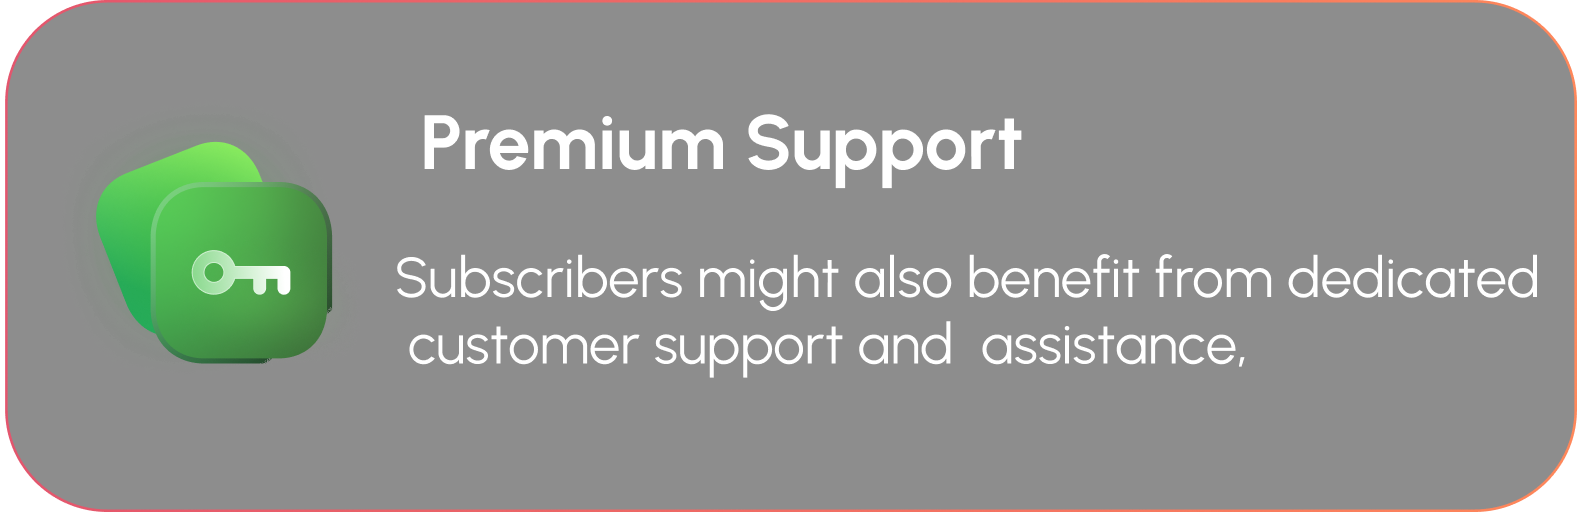 Premium Support
Subscribers might also benefit from dedicated
customer support and  assistance,